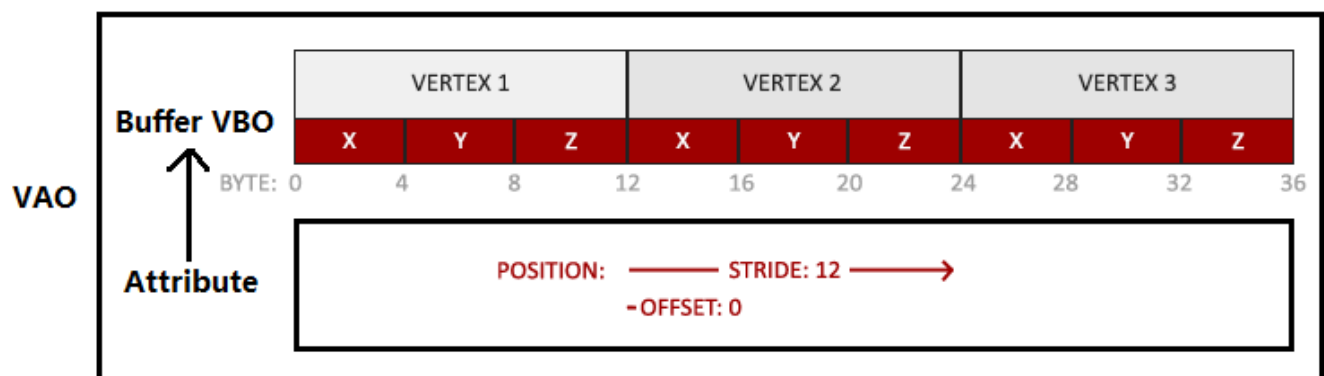 VERTEX 1 VERTEX 2 VERTEX 3
Buffer VBO
X Y Z X Y Z X Y Z
BYTE: 0 4 8 12 16 20 24 28 32 36
VAO
POSITION: STRIDE: 12
Attribute
-OFFSET: 0